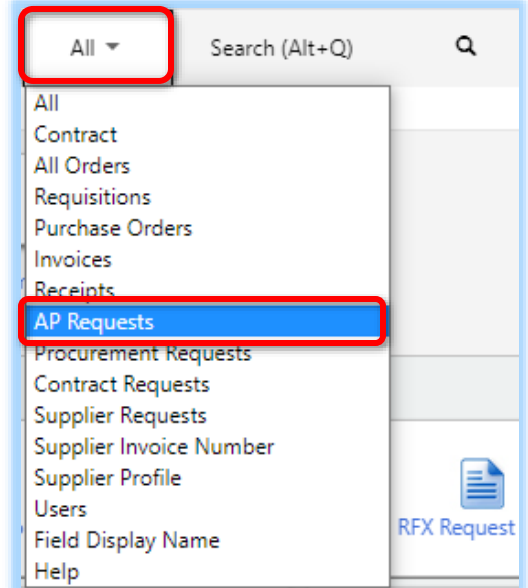 All
Search (Alt+Q)
All
Contract
All Orders
Requisitions
Purchase Orders
Invoices
Receipts
AP Requests
Procurement Requests
Contract Requests
Supplier Requests
Supplier Invoice Number
Supplier Profile
Users
RFX Request
Field Display Name
Help